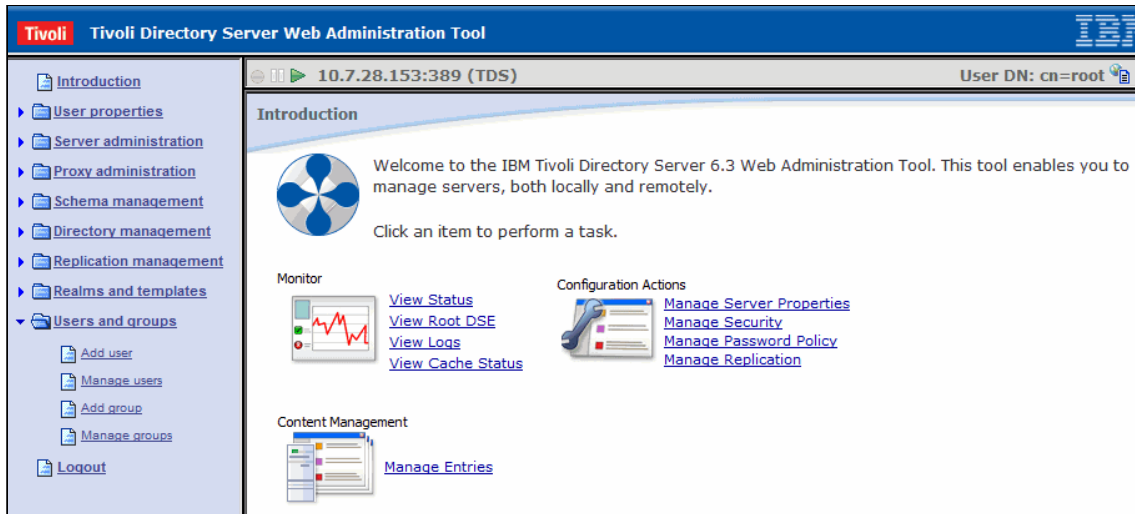 Tivoli Tivoli Directory Server Web Administration Tool
IBM
Introduction
User properties
Server administration
Proxy administration
Schema management
Directory management
Replication management
Realms and templates
Users and groups
Add user
Manage users
Add group
Manage groups
Logout
10.7.28.153:389 (TDS) User DN: cn=root
Introduction
Welcome to the IBM Tivoli Directory Server 6.3 Web Administration Tool. This tool enables you to
manage servers, both locally and remotely.
Click an item to perform a task.
Monitor
View Status
View Root DSE
View Logs
View Cache Status
Configuration Actions
Manage Server Properties
Manage Security
Manage Password Policy
Manage Replication
Content Management
Manage Entries